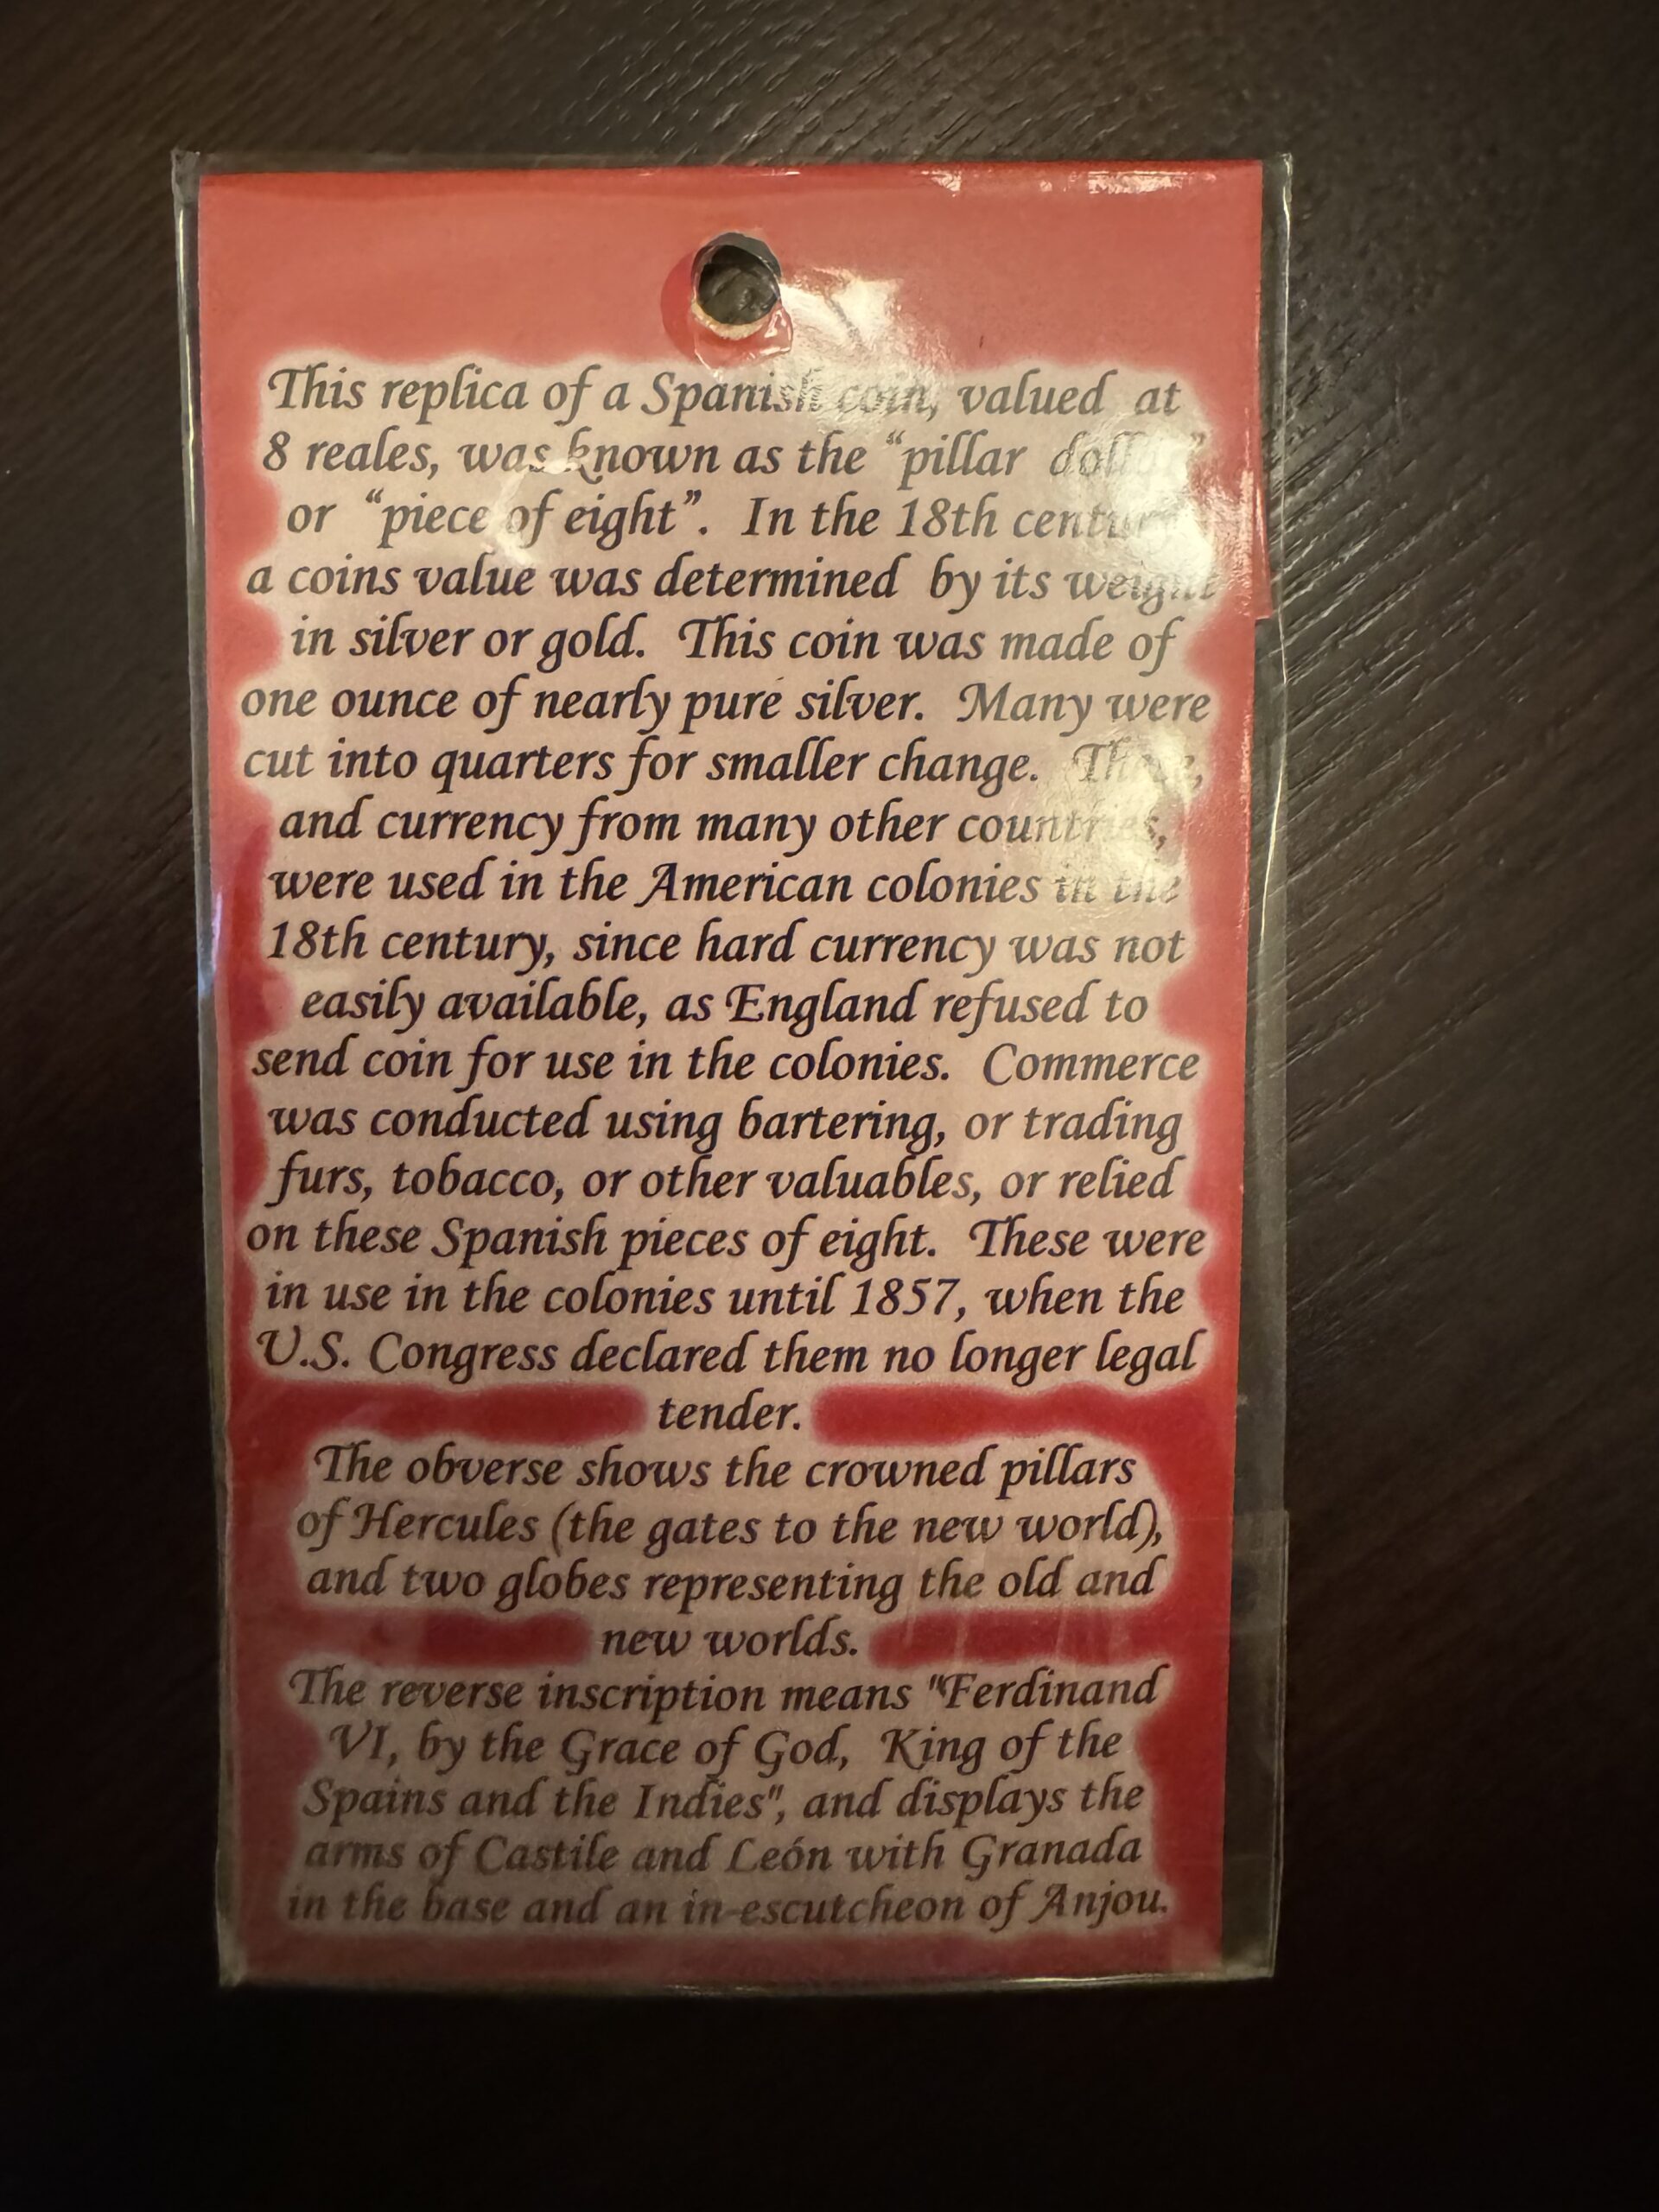 This replica of a Spanish coin, valued at
8 reales, was known as the “pillar dollar”
or “piece of eight”. In the 18th century
a coins value was determined by its weight
in silver or gold. This coin was made of
one ounce of nearly pure silver. Many were
cut into quarters for smaller change. These,
and currency from many other countries,
were used in the American colonies in the
18th century, since hard currency was not
easily available, as England refused to
send coin for use in the colonies. Commerce
was conducted using bartering, or trading
furs, tobacco, or other valuables, or relied
on these Spanish pieces of eight. These were
in use in the colonies until 1857, when the
U.S. Congress declared them no longer legal
tender.
The obverse shows the crowned pillars
of Hercules (the gates to the new world),
and two globes representing the old and
new worlds.
The reverse inscription means "Ferdinand
VI, by the Grace of God, King of the
Spains and the Indies", and displays the
arms of Castile and León with Granada
in the base and an in-escutcheon of Anjou.